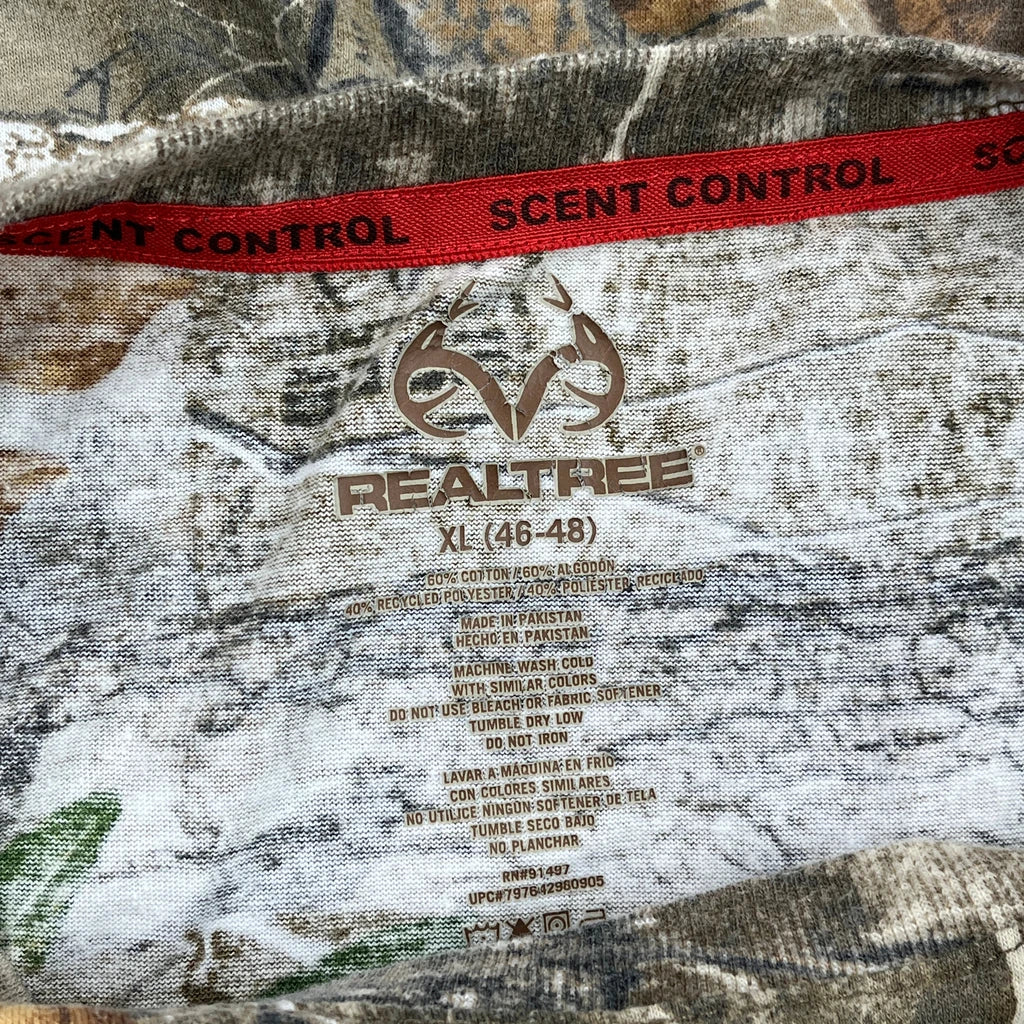 SCENT CONTROL SCENT CONTROL SC
REALTREE®
XL (46-48)
60% COTTON / 60% ALGODÓN
40% RECYCLED POLYESTER / 40% POLIÉSTER RECICLADO
MADE IN PAKISTAN
HECHO EN PAKISTAN
MACHINE WASH COLD
WITH SIMILAR COLORS
DO NOT USE BLEACH OR FABRIC SOFTENER
TUMBLE DRY LOW
DO NOT IRON
LAVAR A MÁQUINA EN FRIO
CON COLORES SIMILARES
NO UTILICE NINGÚN SOFTENER DE TELA
TUMBLE SECO BAJO
NO PLANCHAR
RN#91497
UPC#797642960905